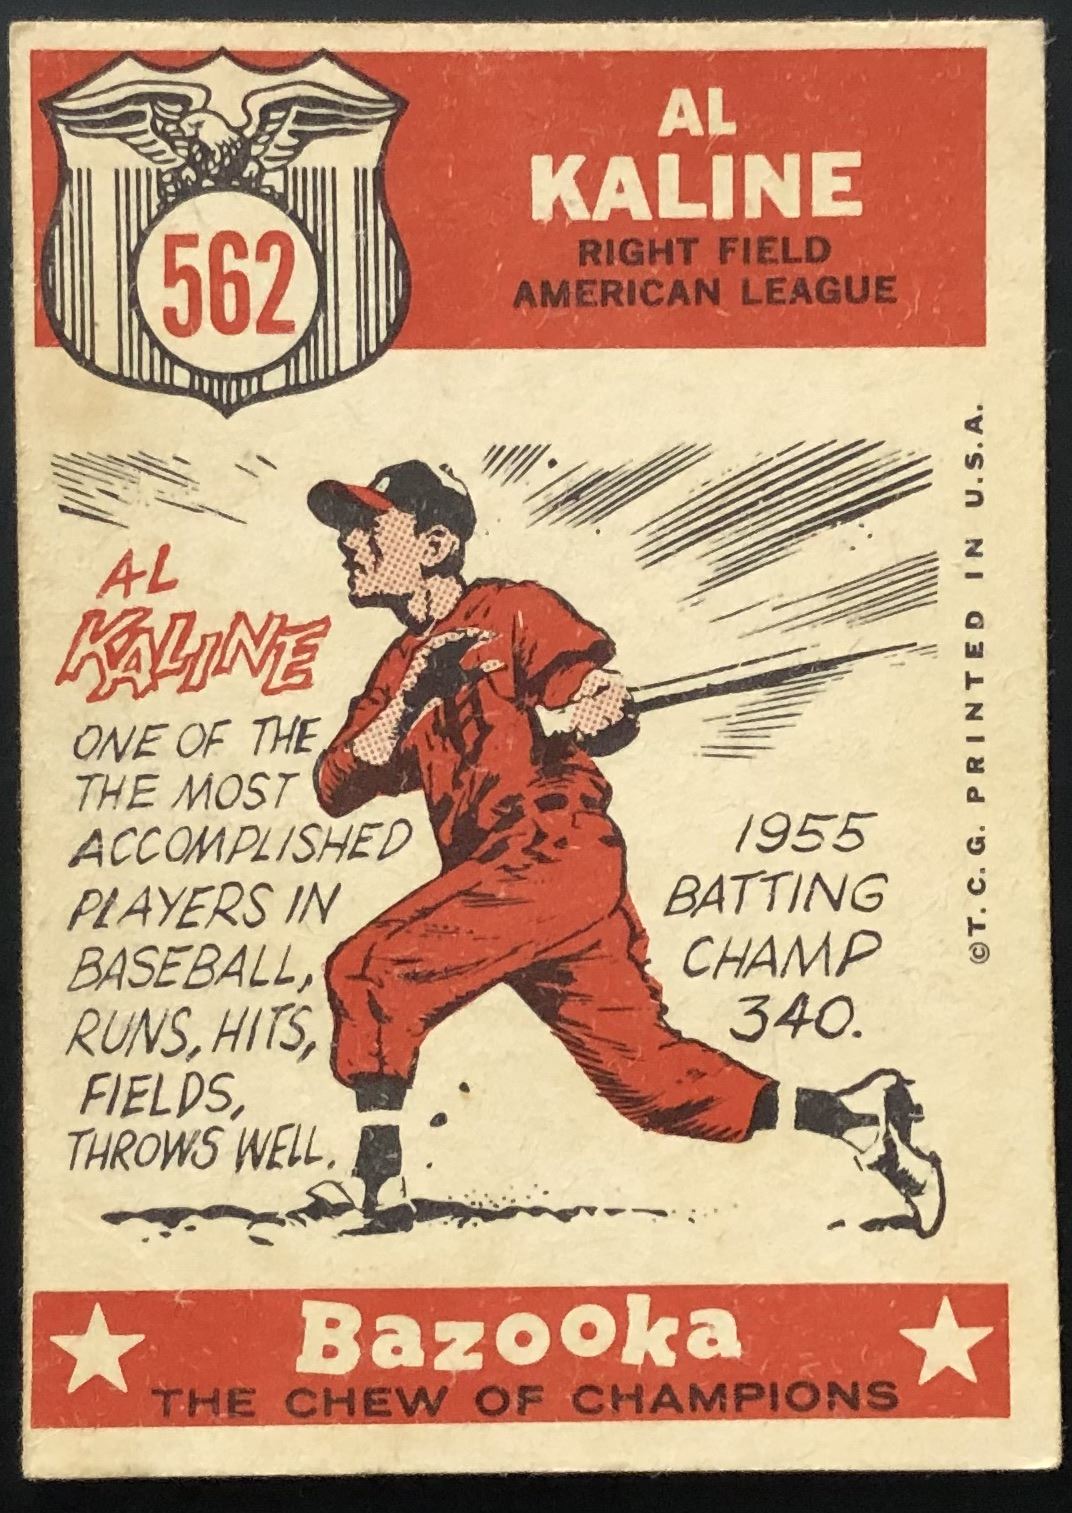 562
AL
KALINE
RIGHT FIELD
AMERICAN LEAGUE
AL
KALINE
ONE OF THE
THE MOST
ACCOMPLISHED
PLAYERS IN
BASEBALL,
RUNS, HITS,
FIELDS,
THROWS WELL.
1955
BATTING
CHAMP
340.
©T.C.G. PRINTED IN U.S.A.
Bazooka
THE CHEW OF CHAMPIONS